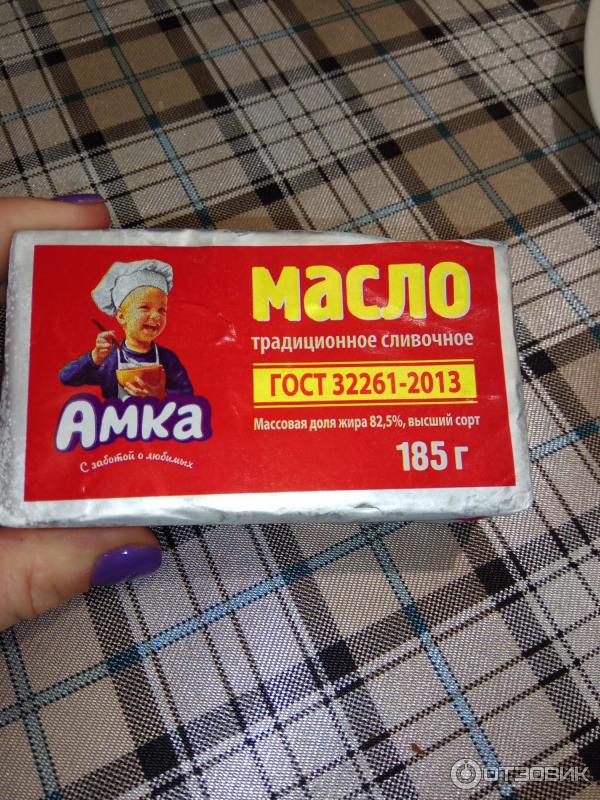 масло
традиционное сливочное
ГОСТ 32261-2013
Массовая доля жира 82,5%, высший сорт
185 г
Амка
С заботой о любимых
ОТЗОВИК